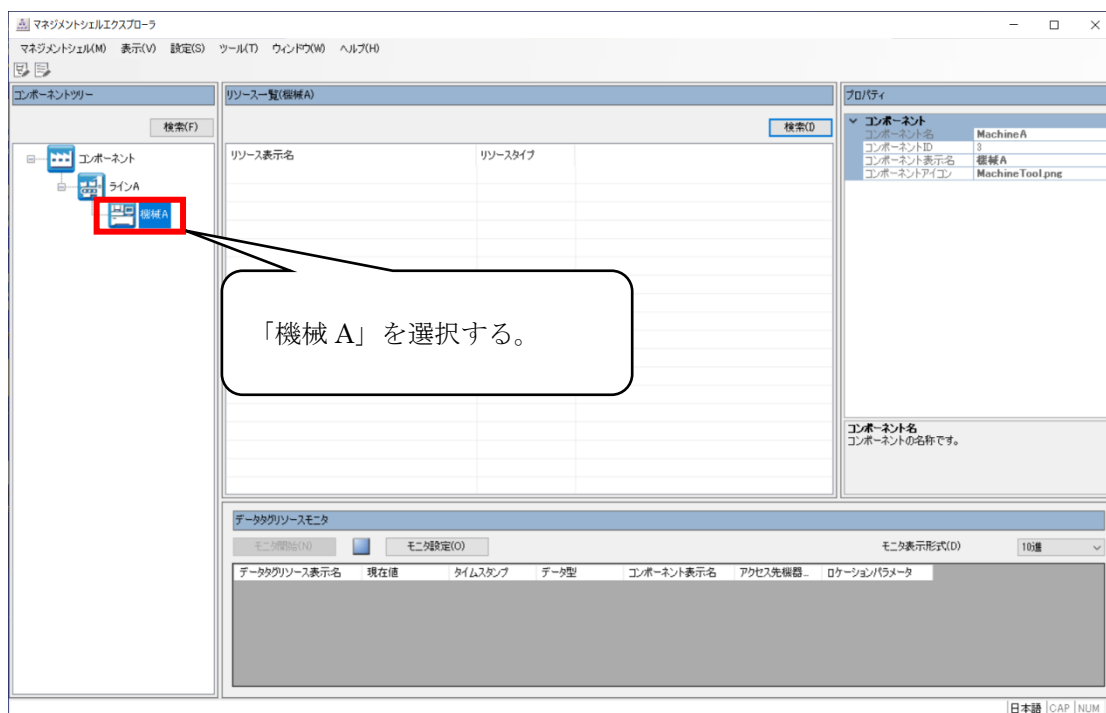 マネジメントシェルエクスプローラ
マネジメントシェル(M) 表示(V) 設定(S) ツール(T) ウィンドウ(W) ヘルプ(H)
コンポーネントツリー
検索(F)
コンポーネント
ラインA
機械A
リソース一覧(機械A)
検索(I)
リソース表示名 リソースタイプ
「機械 A」を選択する。
プロパティ
コンポーネント
コンポーネント名 MachineA
コンポーネントID 3
コンポーネント表示名 機械A
コンポーネントアイコン MachineTool.png
コンポーネント名
コンポーネントの名称です。
データタグリソースモニタ
モニタ開始(N) モニタ設定(O) モニタ表示形式(D) 10進
データタグリソース表示名 現在値 タイムスタンプ データ型 コンポーネント表示名 アクセス先機器... ロケーションパラメータ
日本語 CAP NUM